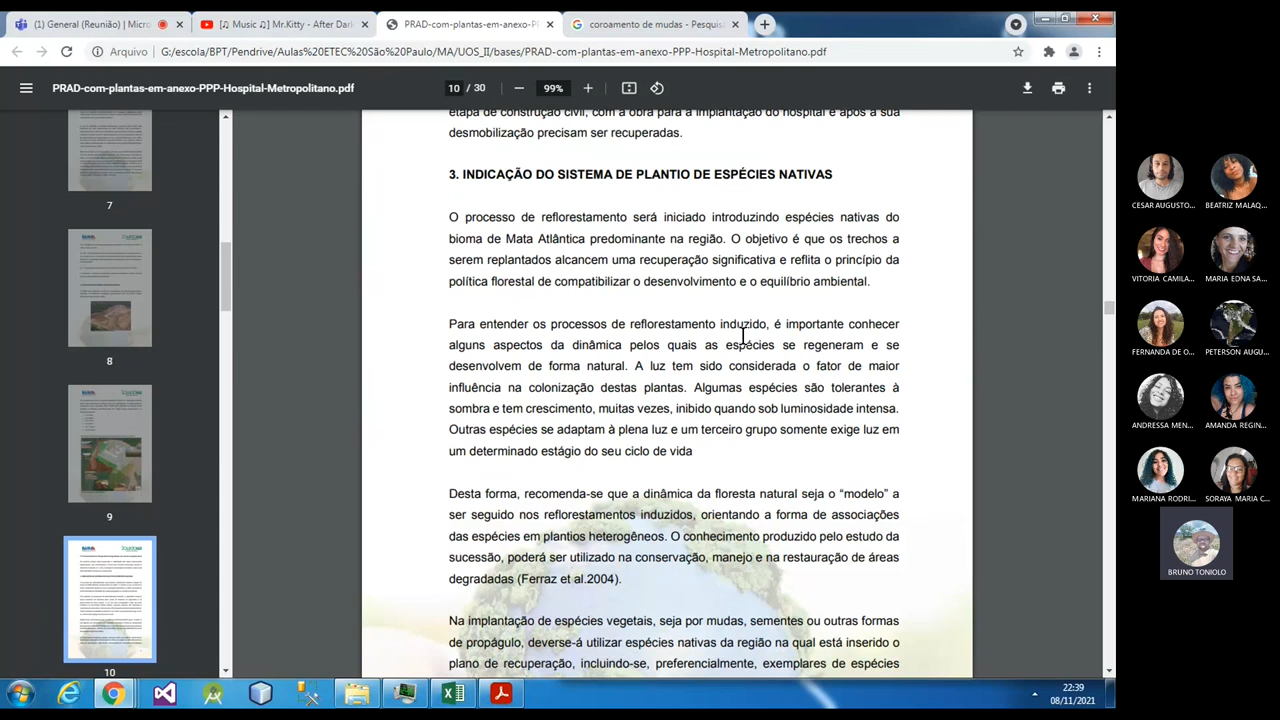 (1) General (Reunião) | Micro
[♫ Music ♫] Mr.Kitty - After Dar
PRAD-com-plantas-em-anexo-P
coroamento de mudas - Pesquis
Arquivo | G:/escola/BPT/Pendrive/Aulas%20ETEC%20São%20Paulo/MA/UOS_II/bases/PRAD-com-plantas-em-anexo-PPP-Hospital-Metropolitano.pdf
PRAD-com-plantas-em-anexo-PPP-Hospital-Metropolitano.pdf
10 / 30
99%
7
8
9
10
etapa de construção civil, com a obra para a implantação do hospital e após a sua
desmobilização precisam ser recuperadas.
3. INDICAÇÃO DO SISTEMA DE PLANTIO DE ESPÉCIES NATIVAS
O processo de reflorestamento será iniciado introduzindo espécies nativas do
bioma de Mata Atlântica predominante na região. O objetivo é que os trechos a
serem replantados alcancem uma recuperação significativa e reflita o princípio da
política florestal de compatibilizar o desenvolvimento e o equilíbrio ambiental.
Para entender os processos de reflorestamento induzido, é importante conhecer
alguns aspectos da dinâmica pelos quais as espécies se regeneram e se
desenvolvem de forma natural. A luz tem sido considerada o fator de maior
influência na colonização destas plantas. Algumas espécies são tolerantes à
sombra e tem crescimento, muitas vezes, inibido quando sob luminosidade intensa.
Outras espécies se adaptam à plena luz e um terceiro grupo somente exige luz em
um determinado estágio do seu ciclo de vida
Desta forma, recomenda-se que a dinâmica da floresta natural seja o “modelo” a
ser seguido nos reflorestamentos induzidos, orientando a forma de associações
das espécies em plantios heterogêneos. O conhecimento produzido pelo estudo da
sucessão, poderá ser utilizado na conservação, manejo e na restauração de áreas
degradadas (Ferraz et al.2004).
Na implantação de espécies vegetais, seja por mudas, sementes ou outras formas
de propágulo, deve-se-á utilizar espécies nativas da região na qual está inserido o
plano de recuperação, incluindo-se, preferencialmente, exemplares de espécies
CESAR AUGUSTO...
BEATRIZ MALAQ...
VITORIA CAMILA...
MARIA EDNA SA...
FERNANDA DE O...
PETERSON AUGU...
ANDRESSA MEN...
AMANDA REGIN...
MARIANA RODRI...
SORAYA MARIA C...
BRUNO TONIOLO
22:39
08/11/2021